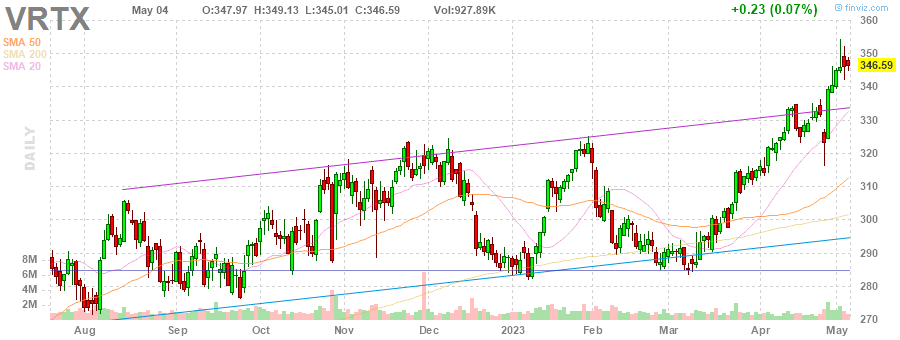 VRTX May 04 O:347.97 H:349.13 L:345.01 C:346.59 Vol:927.89K +0.23 (0.07%) © finviz.com
SMA 50
SMA 200
SMA 20
DAILY
360
350
346.59
340
330
320
310
300
290
280
270
8M
6M
4M
2M
Aug Sep Oct Nov Dec 2023 Feb Mar Apr May